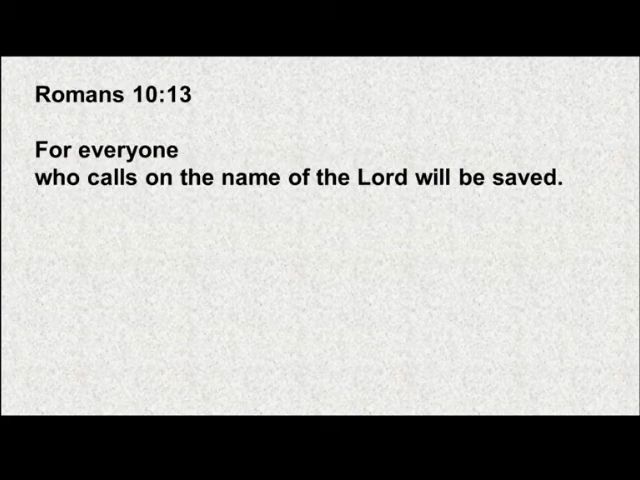 Romans 10:13
For everyone
who calls on the name of the Lord will be saved.